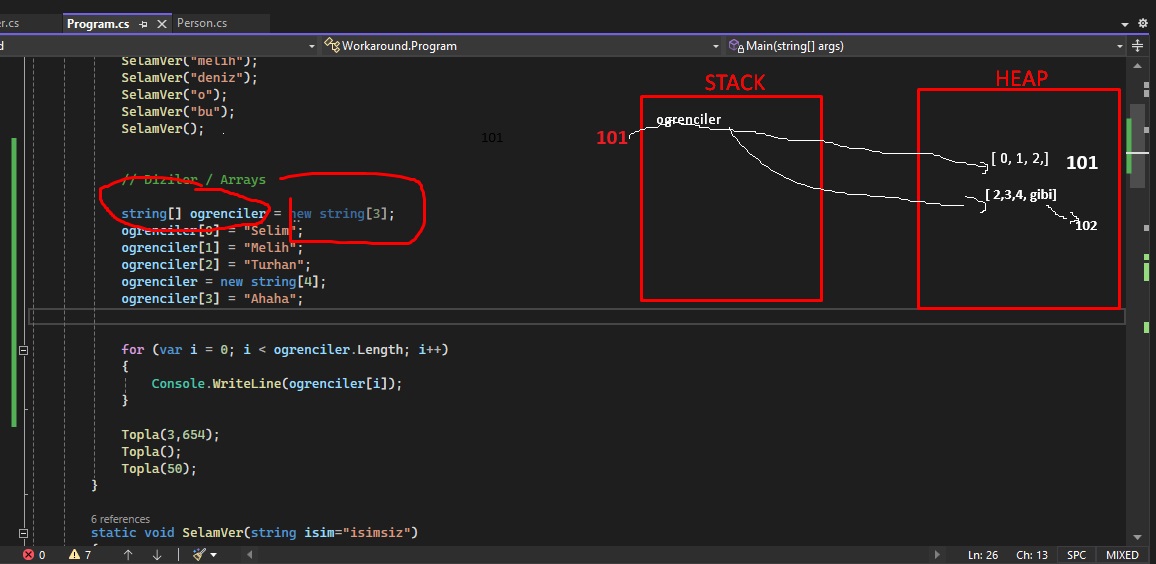 r.cs Program.cs Person.cs
d Workaround.Program Main(string[] args)
SelamVer("melih");
SelamVer("deniz");
SelamVer("o");
SelamVer("bu");
SelamVer();
// Diziler / Arrays
string[] ogrenciler = new string[3];
ogrenciler[0] = "Selim";
ogrenciler[1] = "Melih";
ogrenciler[2] = "Turhan";
ogrenciler = new string[4];
ogrenciler[3] = "Ahaha";
for (var i = 0; i < ogrenciler.Length; i++)
{
Console.WriteLine(ogrenciler[i]);
}
Topla(3,654);
Topla();
Topla(50);
}
6 references
static void SelamVer(string isim="isimsiz")
STACK
HEAP
101
101
ogrenciler
[ 0, 1, 2,]
101
[ 2,3,4, gibi]
102
0 7 Ln: 26 Ch: 13 SPC MIXED